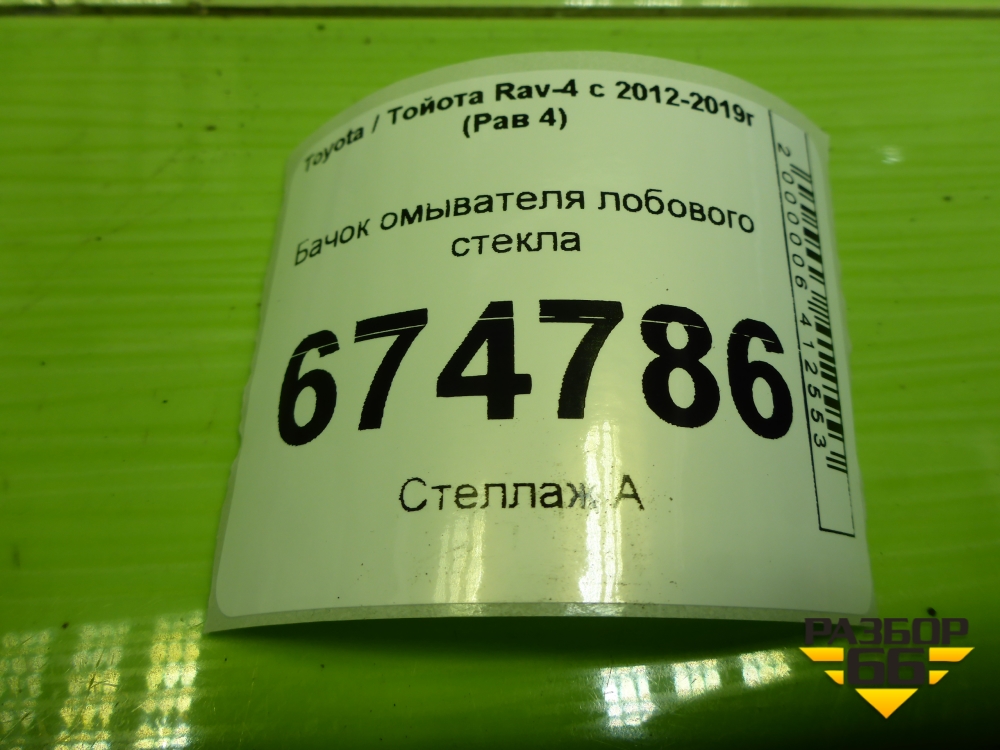 Toyota / Тойота Rav-4 с 2012-2019г
(Рав 4)
Бачок омывателя лобового
стекла
674786
Стеллаж А
2000006412553
РАЗБОР
66